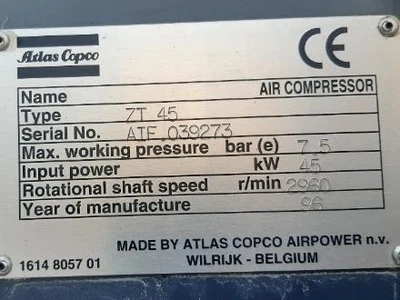 Atlas Copco
CE
Name AIR COMPRESSOR
Type ZT 45
Serial No. ATF 039273
Max. working pressure bar (e) 7.5
Input power kW 45
Rotational shaft speed r/min 2960
Year of manufacture 96
MADE BY ATLAS COPCO AIRPOWER n.v.
WILRIJK - BELGIUM
1614 8057 01